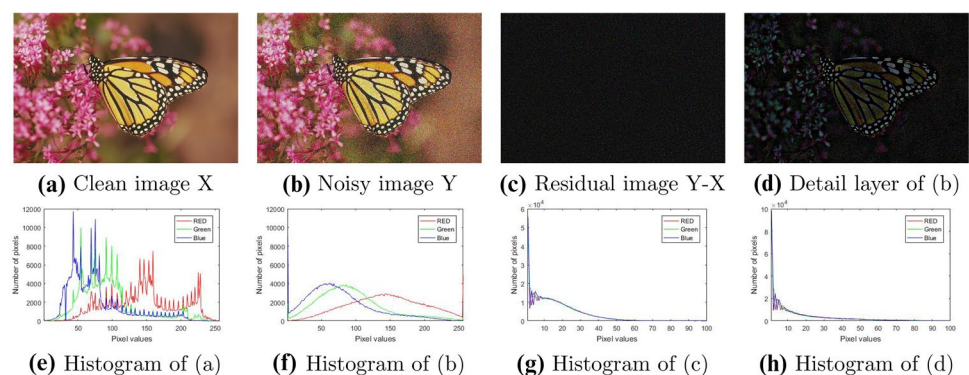 (a) Clean image X
(b) Noisy image Y
(c) Residual image Y-X
(d) Detail layer of (b)
12000
10000
8000
6000
4000
2000
0
Number of pixels
RED
Green
Blue
50 100 150 200 250
Pixel values
12000
10000
8000
6000
4000
2000
0
Number of pixels
RED
Green
Blue
50 100 150 200 250
Pixel values
6 × 10^4
5
4
3
2
1
0
Number of pixels
RED
Green
Blue
10 20 30 40 50 60 70 80 90 100
Pixel values
10 × 10^4
8
6
4
2
0
Number of pixels
RED
Green
Blue
10 20 30 40 50 60 70 80 90 100
Pixel values
(e) Histogram of (a)
(f) Histogram of (b)
(g) Histogram of (c)
(h) Histogram of (d)